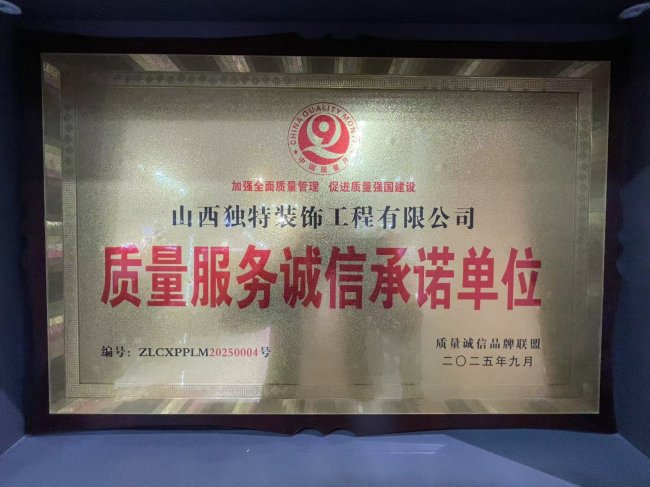 CHINA QUALITY MONTH
中国质量月
加强全面质量管理 促进质量强国建设
山西独特装饰工程有限公司
质量服务诚信承诺单位
编号：ZLCXPPLM20250004号
质量诚信品牌联盟
二〇二五年九月